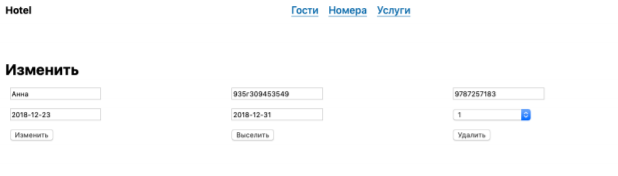 Hotel Гости Номера Услуги
Изменить
Анна 935г309453549 9787257183
2018-12-23 2018-12-31 1
Изменить Выселить Удалить